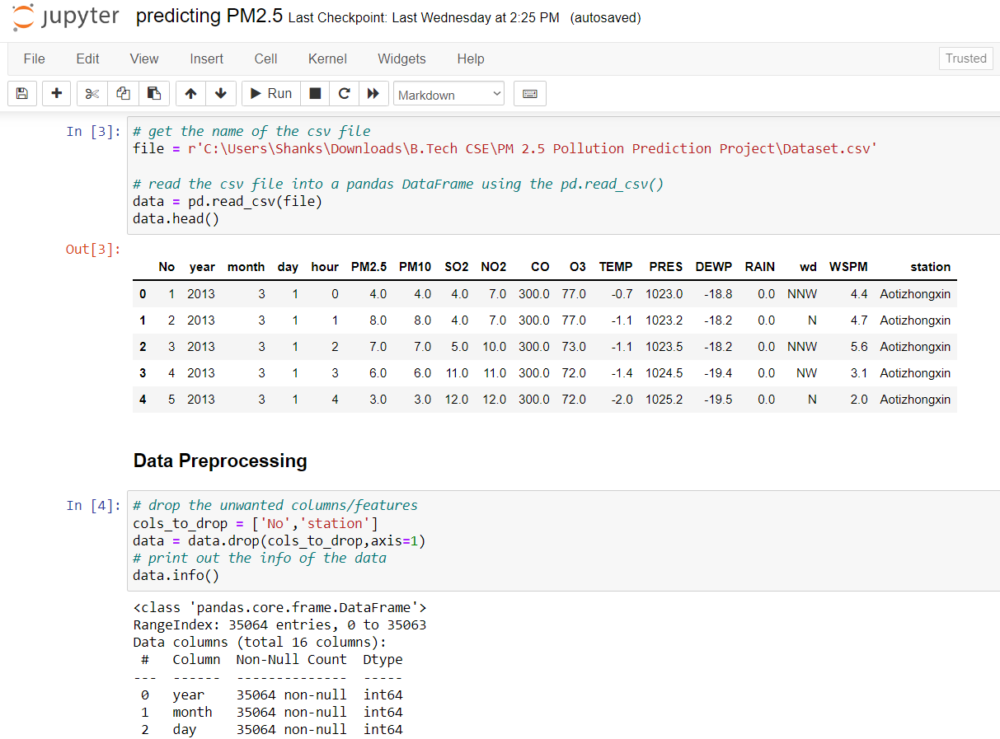 jupyter predicting PM2.5 Last Checkpoint: Last Wednesday at 2:25 PM (autosaved)
File Edit View Insert Cell Kernel Widgets Help Trusted
Run Markdown
In [3]: # get the name of the csv file
file = r'C:\Users\Shanks\Downloads\B.Tech CSE\PM 2.5 Pollution Prediction Project\Dataset.csv'
# read the csv file into a pandas DataFrame using the pd.read_csv()
data = pd.read_csv(file)
data.head()
Out[3]:
No year month day hour PM2.5 PM10 SO2 NO2 CO O3 TEMP PRES DEWP RAIN wd WSPM station
0 1 2013 3 1 0 4.0 4.0 4.0 7.0 300.0 77.0 -0.7 1023.0 -18.8 0.0 NNW 4.4 Aotizhongxin
1 2 2013 3 1 1 8.0 8.0 4.0 7.0 300.0 77.0 -1.1 1023.2 -18.2 0.0 N 4.7 Aotizhongxin
2 3 2013 3 1 2 7.0 7.0 5.0 10.0 300.0 73.0 -1.1 1023.5 -18.2 0.0 NNW 5.6 Aotizhongxin
3 4 2013 3 1 3 6.0 6.0 11.0 11.0 300.0 72.0 -1.4 1024.5 -19.4 0.0 NW 3.1 Aotizhongxin
4 5 2013 3 1 4 3.0 3.0 12.0 12.0 300.0 72.0 -2.0 1025.2 -19.5 0.0 N 2.0 Aotizhongxin
Data Preprocessing
In [4]: # drop the unwanted columns/features
cols_to_drop = ['No','station']
data = data.drop(cols_to_drop,axis=1)
# print out the info of the data
data.info()
<class 'pandas.core.frame.DataFrame'>
RangeIndex: 35064 entries, 0 to 35063
Data columns (total 16 columns):
# Column Non-Null Count Dtype
--- ------ -------------- -----
0 year 35064 non-null int64
1 month 35064 non-null int64
2 day 35064 non-null int64